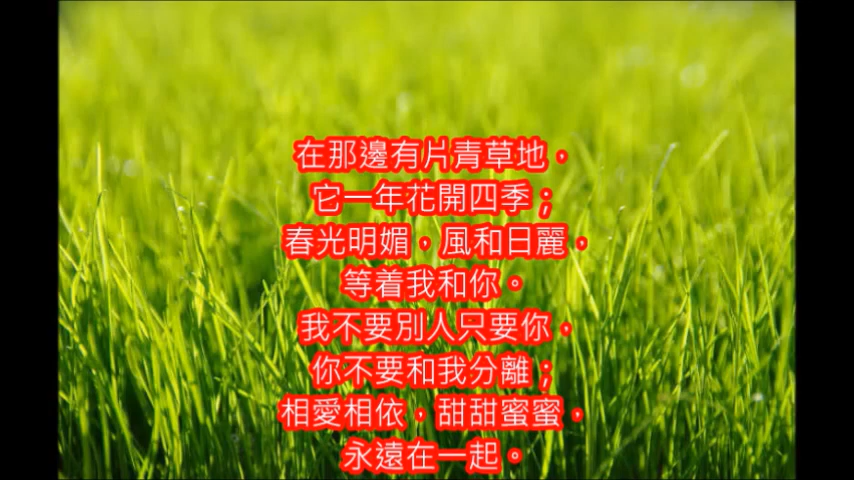 在那邊有片青草地，
它一年花開四季；
春光明媚，風和日麗，
等着我和你。
我不要別人只要你，
你不要和我分離；
相愛相依，甜甜蜜蜜，
永遠在一起。